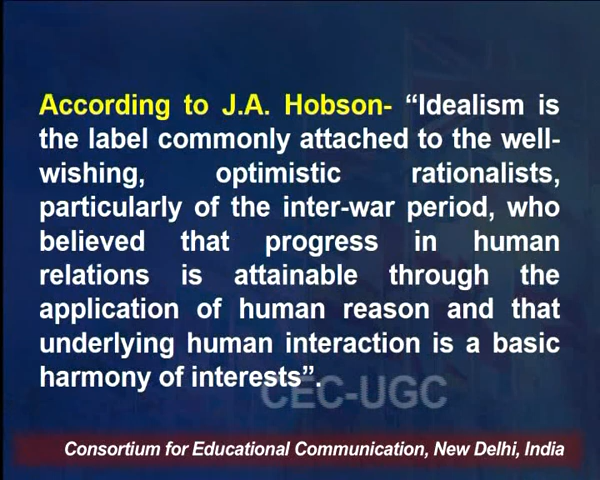 According to J.A. Hobson- “Idealism is
the label commonly attached to the well-
wishing, optimistic rationalists,
particularly of the inter-war period, who
believed that progress in human
relations is attainable through the
application of human reason and that
underlying human interaction is a basic
harmony of interests”.
CEC-UGC
Consortium for Educational Communication, New Delhi, India